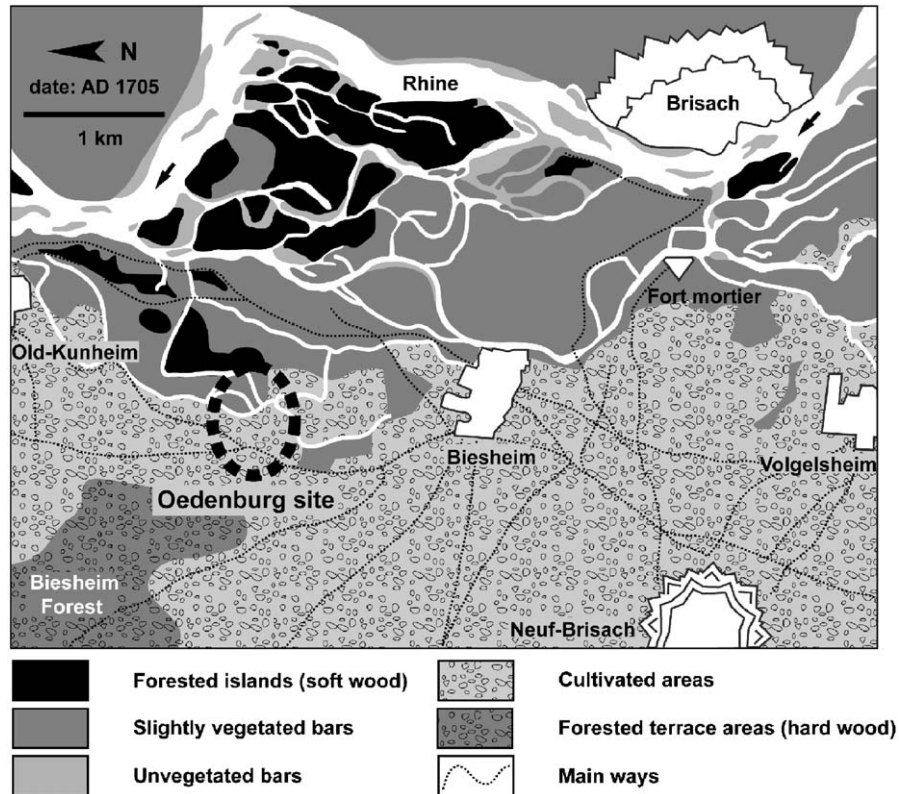 N
date: AD 1705
1 km
Rhine
Brisach
Fort mortier
Old-Kunheim
Biesheim
Volgelsheim
Oedenburg site
Biesheim
Forest
Neuf-Brisach
Forested islands (soft wood)
Cultivated areas
Slightly vegetated bars
Forested terrace areas (hard wood)
Unvegetated bars
Main ways